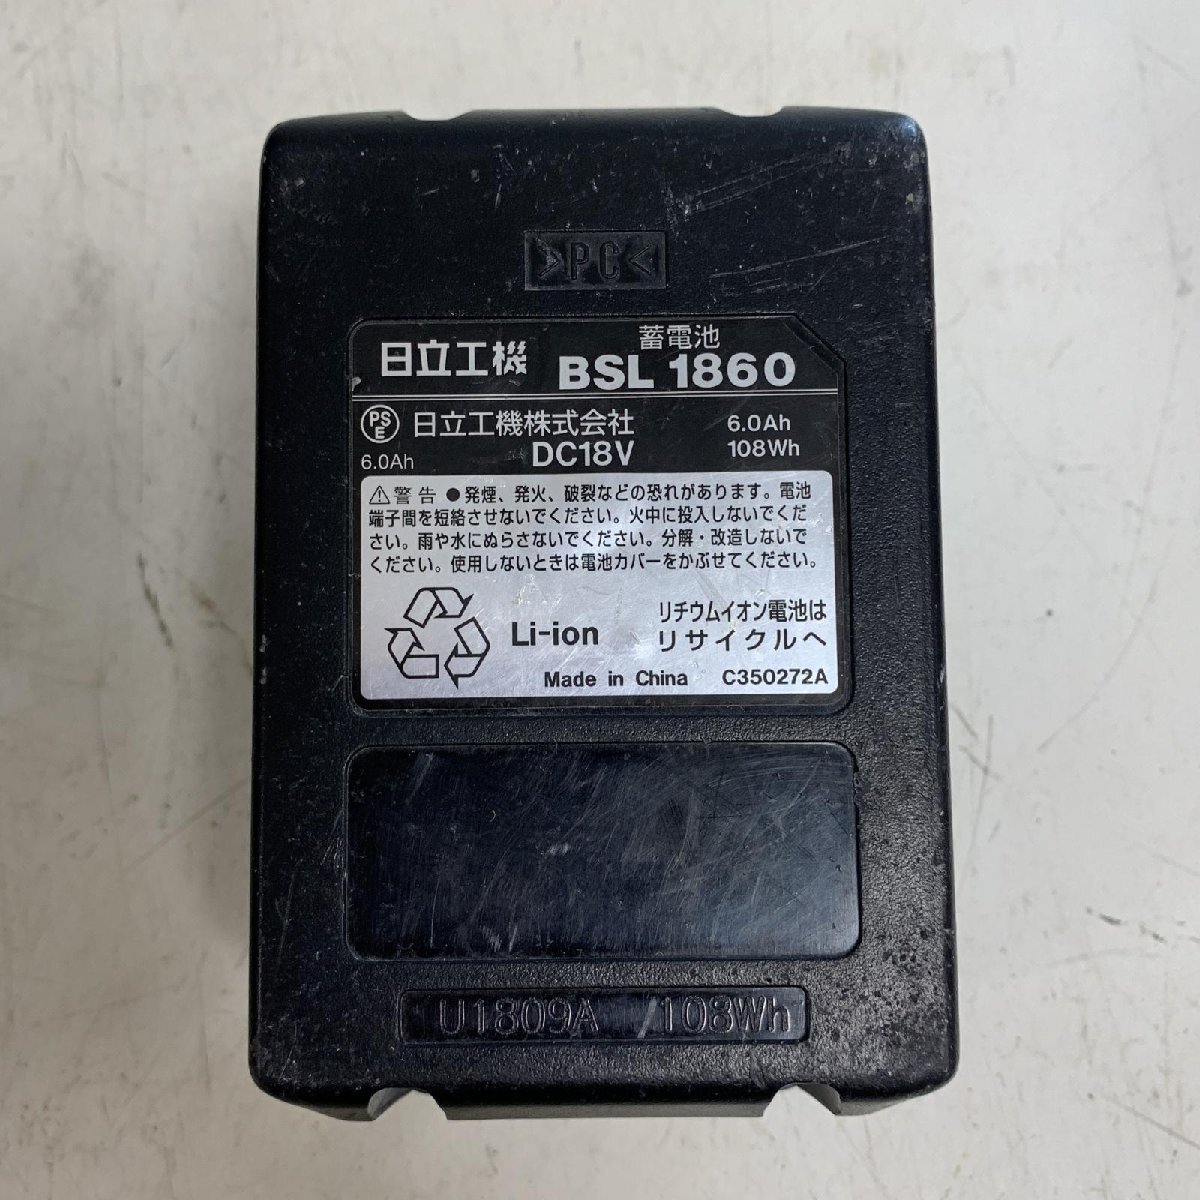 >PC<
蓄電池
日立工機 BSL 1860
PSE 日立工機株式会社 6.0Ah
6.0Ah DC18V 108Wh
⚠警告 ●発煙、発火、破裂などの恐れがあります。電池
端子間を短絡させないでください。火中に投入しないでくだ
さい。雨や水にぬらさないでください。分解・改造しないで
ください。使用しないときは電池カバーをかぶせてください。
リチウムイオン電池は
Li-ion リサイクルへ
Made in China C350272A
U1809A /108Wh